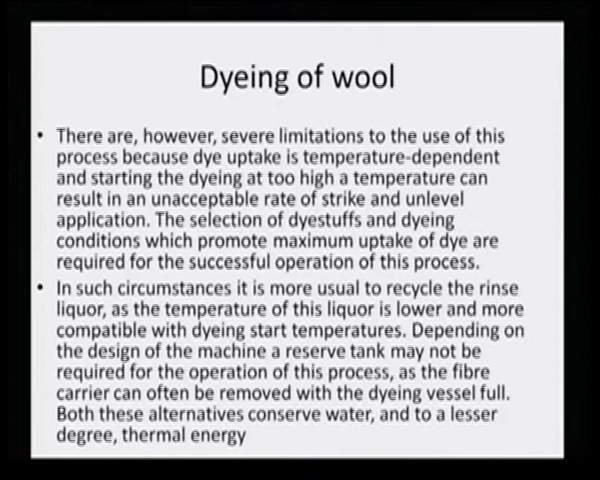 Dyeing of wool
• There are, however, severe limitations to the use of this
process because dye uptake is temperature-dependent
and starting the dyeing at too high a temperature can
result in an unacceptable rate of strike and unlevel
application. The selection of dyestuffs and dyeing
conditions which promote maximum uptake of dye are
required for the successful operation of this process.
• In such circumstances it is more usual to recycle the rinse
liquor, as the temperature of this liquor is lower and more
compatible with dyeing start temperatures. Depending on
the design of the machine a reserve tank may not be
required for the operation of this process, as the fibre
carrier can often be removed with the dyeing vessel full.
Both these alternatives conserve water, and to a lesser
degree, thermal energy